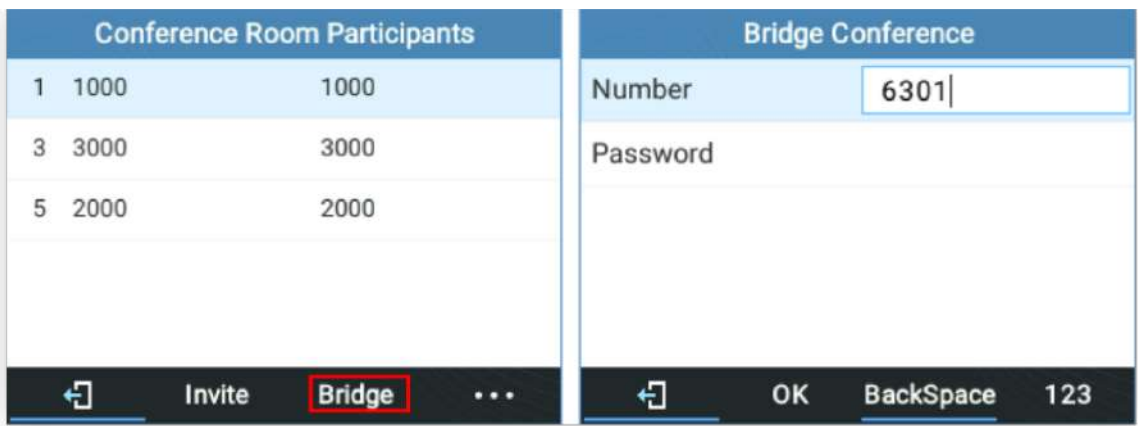 Conference Room Participants
1 1000 1000
3 3000 3000
5 2000 2000
Invite Bridge ...
Bridge Conference
Number 6301
Password
OK BackSpace 123